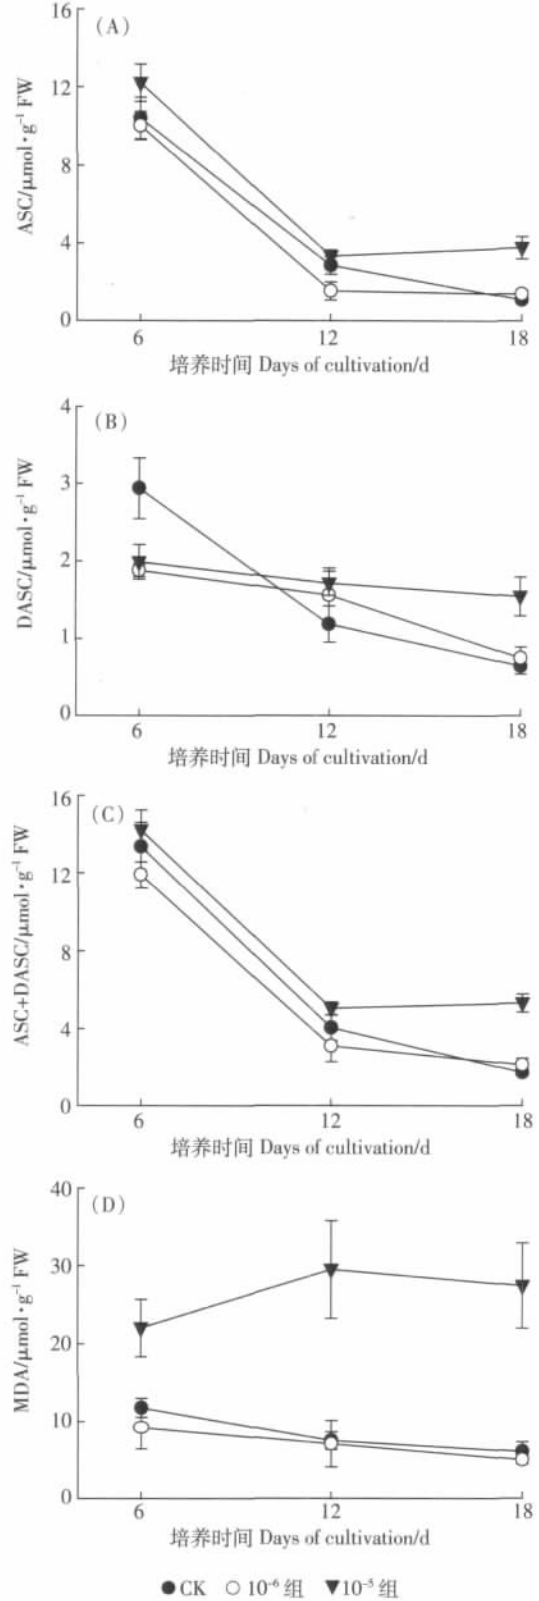 (A)
ASC/μmol·g⁻¹ FW
16
12
8
4
0
6 12 18
培养时间 Days of cultivation/d
(B)
DASC/μmol·g⁻¹ FW
4
3
2
1
0
6 12 18
培养时间 Days of cultivation/d
(C)
ASC+DASC/μmol·g⁻¹ FW
16
12
8
4
0
6 12 18
培养时间 Days of cultivation/d
(D)
MDA/μmol·g⁻¹ FW
40
30
20
10
0
6 12 18
培养时间 Days of cultivation/d
CK 10⁻⁶组 10⁻⁵组